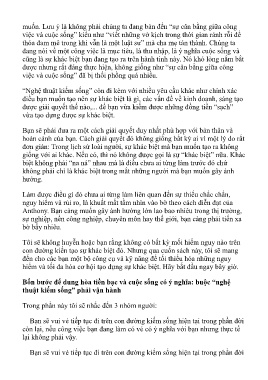 muốn. Lưu ý là không phải chúng ta đang bàn đến “sự cân bằng giữa công
việc và cuộc sống” kiểu như “viết những vở kịch trong thời gian rảnh rỗi để
thỏa đam mê trong khi vẫn là một luật sư” mà cha mẹ tán thành. Chúng ta
đang nói về một công việc là mục tiêu, là thu nhập, là ý nghĩa cuộc sống và
cũng là sự khác biệt bạn đang tạo ra trên hành tinh này. Nó khó lòng nắm bắt
được nhưng rất đáng thực hiện, không giống như “sự cân bằng giữa công
việc và cuộc sống” đã bị thổi phồng quá nhiều.
“Nghệ thuật kiếm sống” còn đi kèm với nhiều yêu cầu khác như chính xác
điều bạn muốn tạo nên sự khác biệt là gì, các vấn đề về kinh doanh, sáng tạo
được giải quyết thế nào,... để bạn vừa kiếm được những đồng tiền “sạch”
vừa tạo dựng được sự khác biệt.
Bạn sẽ phải đưa ra một cách giải quyết duy nhất phù hợp với bản thân và
hoàn cảnh của bạn. Cách giải quyết đó không giống bất kỳ ai vì một lý do rất
đơn giản: Trong lịch sử loài người, sự khác biệt mà bạn muốn tạo ra không
giống với ai khác. Nếu có, thì nó không được gọi là sự “khác biệt” nữa. Khác
biệt không phải “na ná” nhau mà là điều chưa ai từng làm trước đó chứ
không phải chỉ là khác biệt trong mắt những người mà bạn muốn gây ảnh
hưởng.
Làm được điều gì đó chưa ai từng làm liên quan đến sự thiếu chắc chắn,
nguy hiểm và rủi ro, là khuất mắt tầm nhìn vào bờ theo cách diễn đạt của
Anthony. Bạn càng muốn gây ảnh hưởng lớn lao bao nhiêu trong thị trường,
sự nghiệp, nền công nghiệp, chuyên môn hay thế giới, bạn càng phải tiến xa
bờ bấy nhiêu.
Tôi sẽ không huyễn hoặc bạn rằng không có bất kỳ mối hiểm nguy nào trên
con đường kiến tạo sự khác biệt đó. Nhưng qua cuốn sách này, tôi sẽ mang
đến cho các bạn một bộ công cụ và kỹ năng để tối thiểu hóa những nguy
hiểm và tối đa hóa cơ hội tạo dựng sự khác biệt. Hãy bắt đầu ngay bây giờ.
Bốn bước để dung hòa tiền bạc và cuộc sống có ý nghĩa: buộc “nghệ
thuật kiếm sống” phải vận hành
Trong phần này tôi sẽ nhắc đến 3 nhóm người:
Bạn sẽ vui vẻ tiếp tục đi trên con đường kiếm sống hiện tại trong phần đời
còn lại, nếu công việc bạn đang làm có vẻ có ý nghĩa với bạn nhưng thực tế
lại không phải vậy.
Bạn sẽ vui vẻ tiếp tục đi trên con đường kiếm sống hiện tại trong phần đời